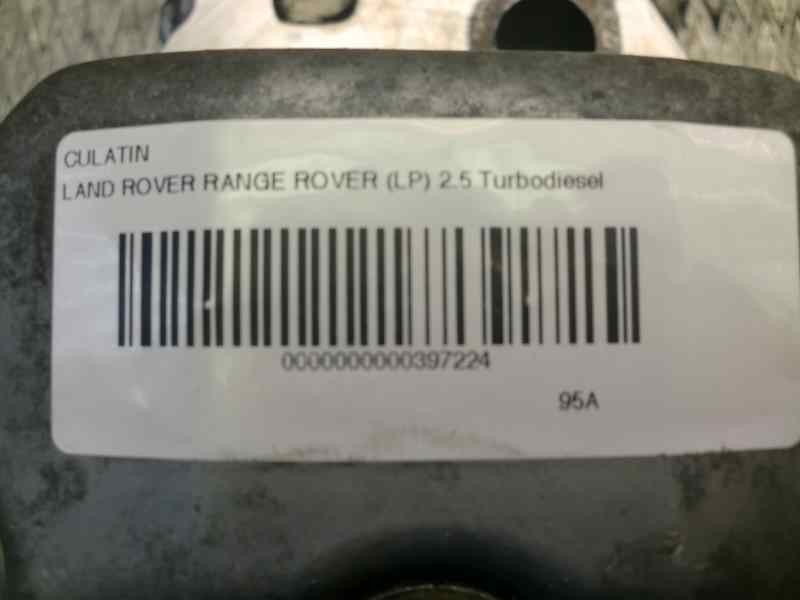 CULATIN
LAND ROVER RANGE ROVER (LP) 2.5 Turbodiesel
0000000000397224
95A